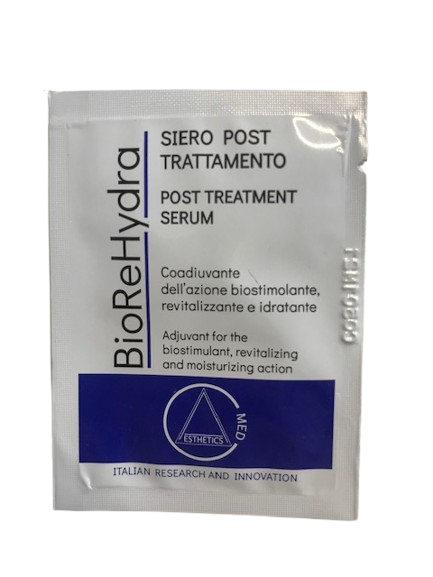 BioReHydra
SIERO POST
TRATTAMENTO
POST TREATMENT
SERUM
Coadiuvante
dell'azione biostimolante,
revitalizzante e idratante
Adjuvant for the
biostimulant, revitalizing
and moisturizing action
ESTHETICS
MED
ITALIAN RESEARCH AND INNOVATION